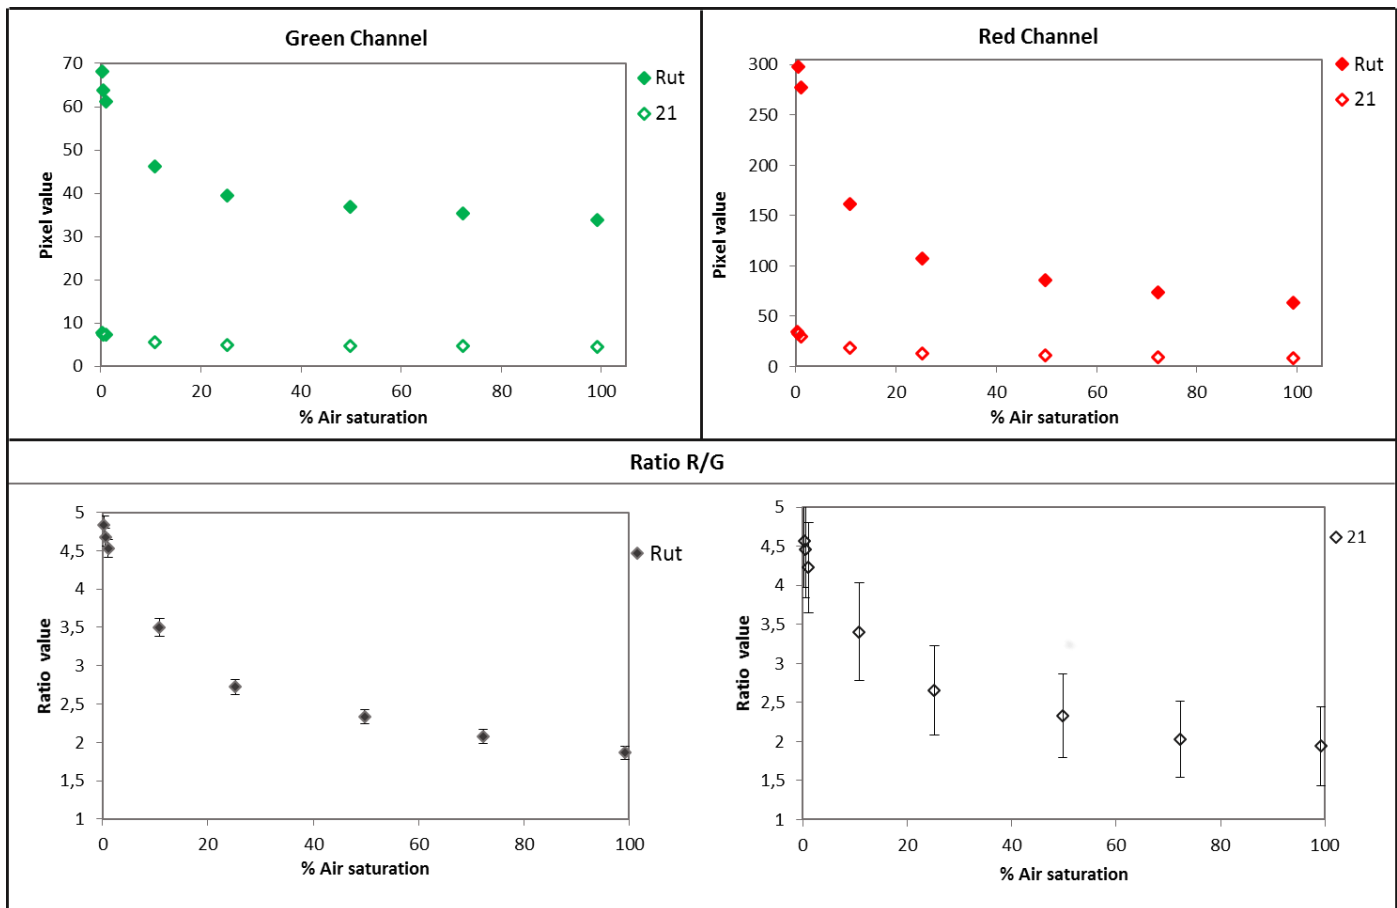 Green Channel
70
60
50
40
30
20
10
0
Pixel value
0 20 40 60 80 100
% Air saturation
Rut
21
Red Channel
300
250
200
150
100
50
0
Pixel value
0 20 40 60 80 100
% Air saturation
Rut
21
Ratio R/G
5
4,5
4
3,5
3
2,5
2
1,5
1
Ratio value
0 20 40 60 80 100
% Air saturation
Rut
5
4,5
4
3,5
3
2,5
2
1,5
1
Ratio value
0 20 40 60 80 100
% Air saturation
21